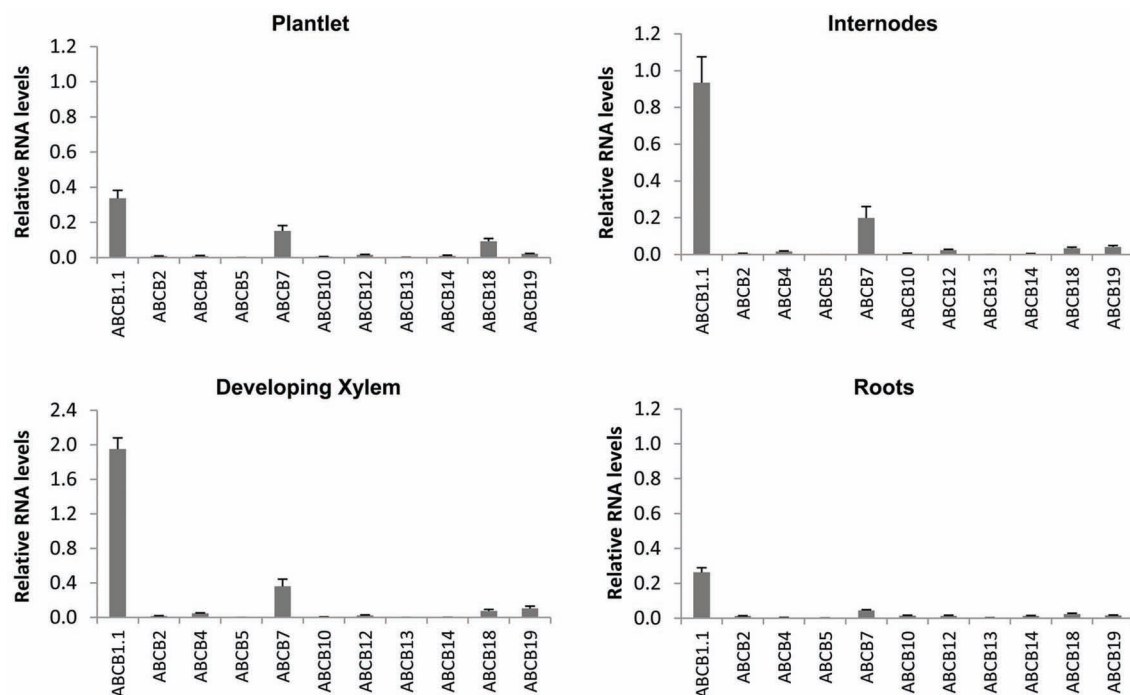 Plantlet
Relative RNA levels
1.2
1.0
0.8
0.6
0.4
0.2
0.0
ABCB1.1
ABCB2
ABCB4
ABCB5
ABCB7
ABCB10
ABCB12
ABCB13
ABCB14
ABCB18
ABCB19
Internodes
Relative RNA levels
1.2
1.0
0.8
0.6
0.4
0.2
0.0
ABCB1.1
ABCB2
ABCB4
ABCB5
ABCB7
ABCB10
ABCB12
ABCB13
ABCB14
ABCB18
ABCB19
Developing Xylem
Relative RNA levels
2.4
2.0
1.6
1.2
0.8
0.4
0.0
ABCB1.1
ABCB2
ABCB4
ABCB5
ABCB7
ABCB10
ABCB12
ABCB13
ABCB14
ABCB18
ABCB19
Roots
Relative RNA levels
1.2
1.0
0.8
0.6
0.4
0.2
0.0
ABCB1.1
ABCB2
ABCB4
ABCB5
ABCB7
ABCB10
ABCB12
ABCB13
ABCB14
ABCB18
ABCB19